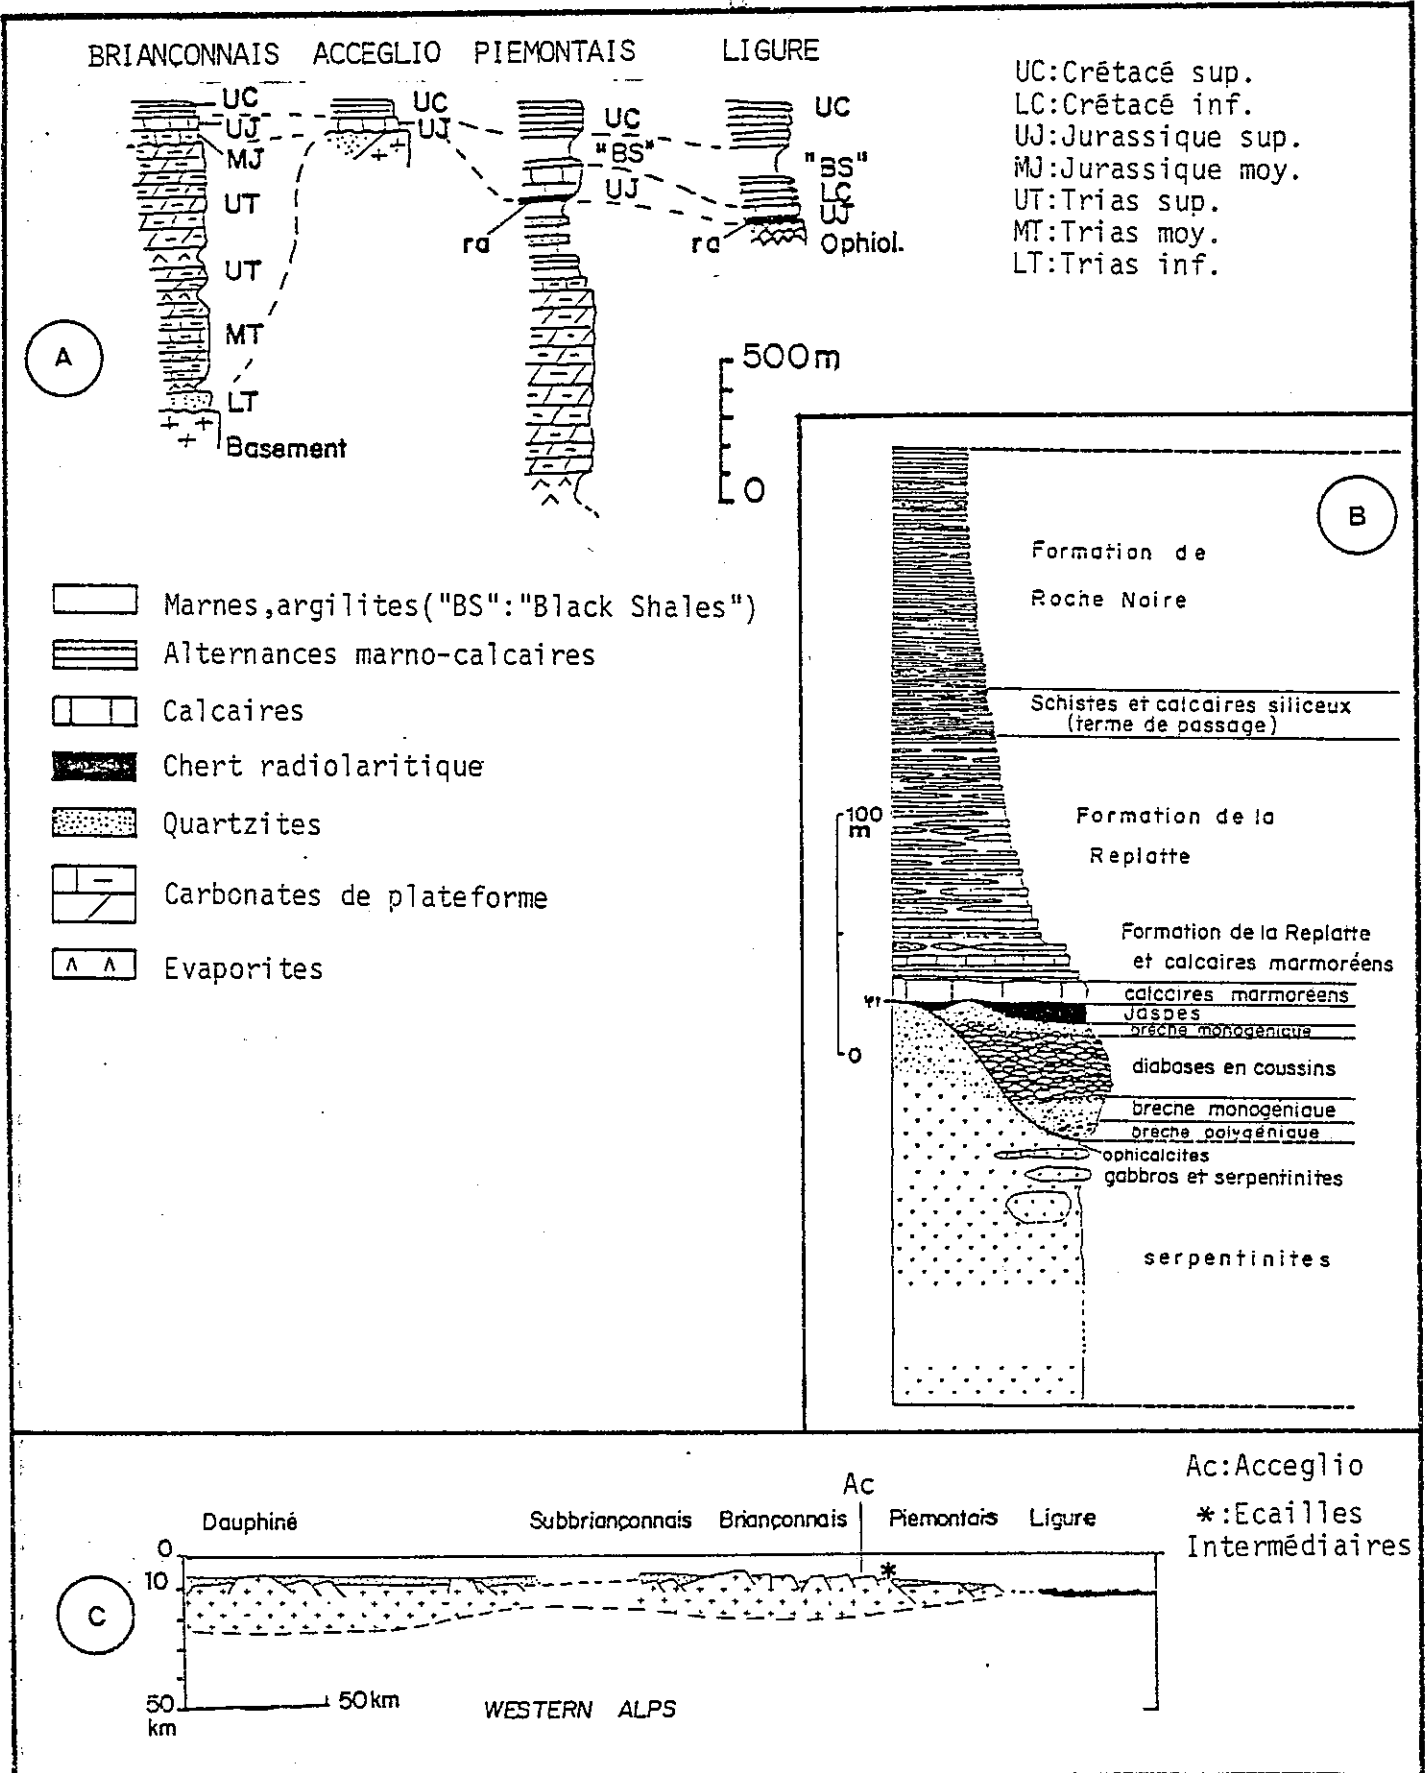 BRIANÇONNAIS ACCEGLIO PIEMONTAIS LIGURE
UC:Crétacé sup.
LC:Crétacé inf.
UJ:Jurassique sup.
MJ:Jurassique moy.
UT:Trias sup.
MT:Trias moy.
LT:Trias inf.
UC
UJ
MJ
UT
UT
MT
LT
Basement
UC
UJ
UC
"BS"
UJ
ra
UC
"BS"
LC
UJ
ra
Ophiol.
A
500m
0
Marnes,argilites("BS":"Black Shales")
Alternances marno-calcaires
Calcaires
Chert radiolaritique
Quartzites
Carbonates de plateforme
Evaporites
B
Formation de
Roche Noire
Schistes et calcaires siliceux
(terme de passage)
Formation de la
Replatte
Formation de la Replatte
et calcaires marmoréens
calcaires marmoréens
Jaspes
brèche monogénique
diabases en coussins
brèche monogénique
brèche polygénique
ophicalcites
gabbros et serpentinites
serpentinites
100
m
0
Ac:Acceglio
*:Ecailles
Intermédiaires
Ac
Dauphiné Subbriançonnais Briançonnais Piemontais Ligure
*
0
10
50
km
C
50km
WESTERN ALPS